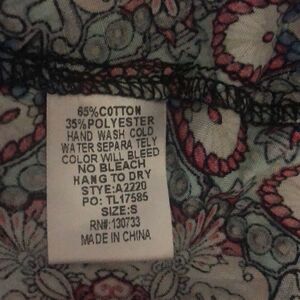 65%COTTON
35%POLYESTER
HAND WASH COLD
WATER SEPARA TELY
COLOR WILL BLEED
NO BLEACH
HANG TO DRY
STYE:A2220
PO: TL17585
SIZE:S
RN#:130733
MADE IN CHINA